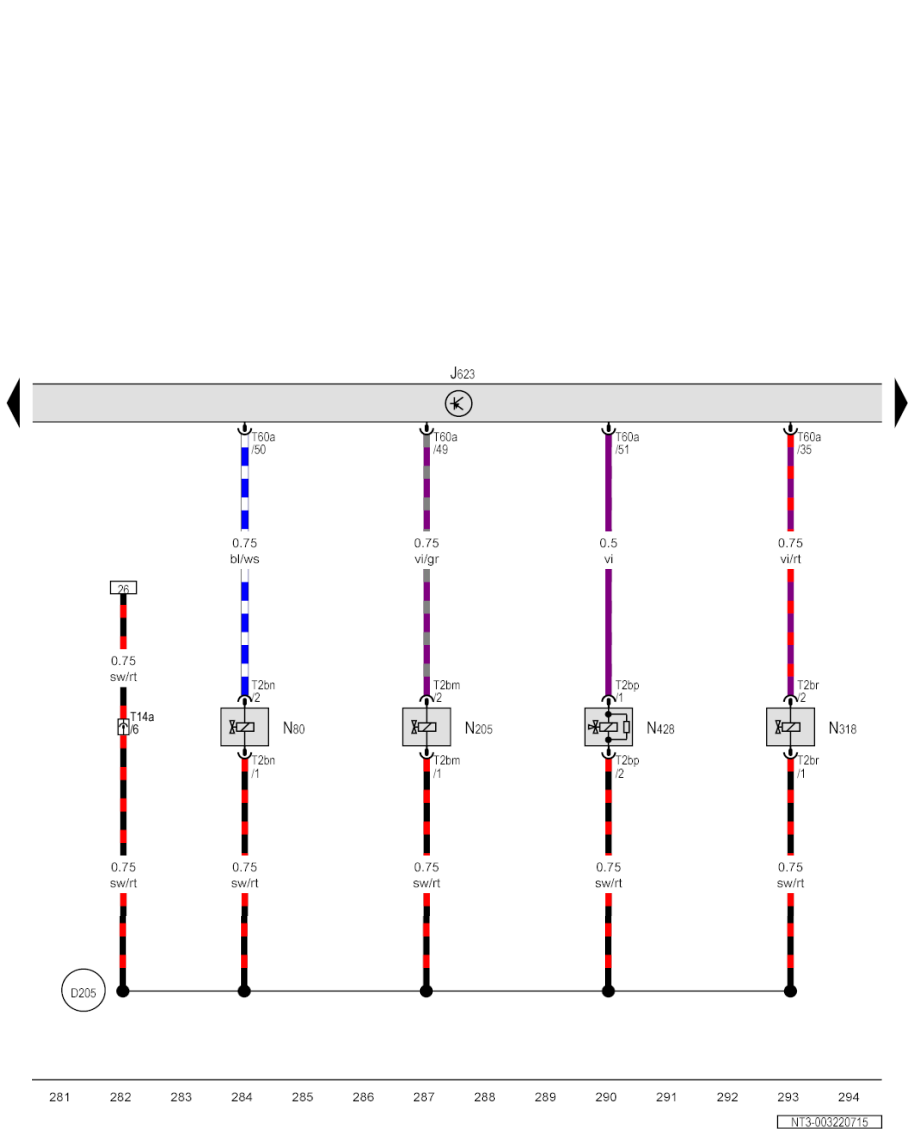 J623
T60a
/50
T60a
/49
T60a
/51
T60a
/35
0.75
bl/ws
0.75
vi/gr
0.5
vi
0.75
vi/rt
26
0.75
sw/rt
T14a
/6
T2bn
/2
T2bm
/2
T2bp
/1
T2br
/2
N80
N205
N428
N318
T2bn
/1
T2bm
/1
T2bp
/2
T2br
/1
0.75
sw/rt
0.75
sw/rt
0.75
sw/rt
0.75
sw/rt
0.75
sw/rt
D205
281 282 283 284 285 286 287 288 289 290 291 292 293 294
NT3-003220715